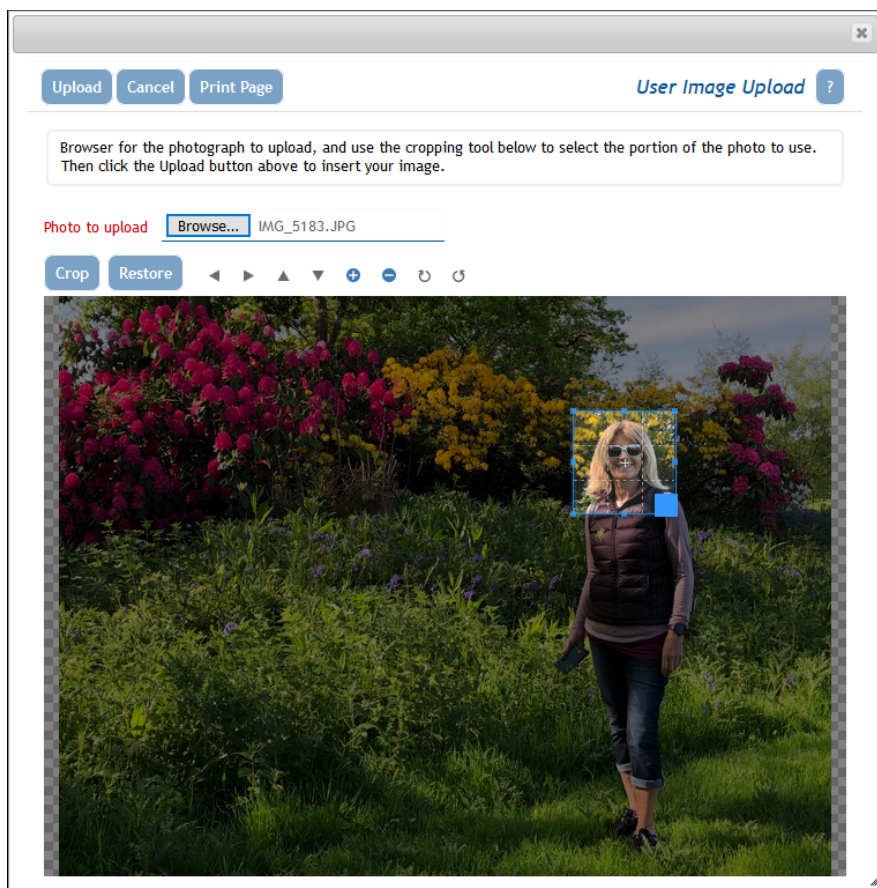 Upload Cancel Print Page User Image Upload ?
Browser for the photograph to upload, and use the cropping tool below to select the portion of the photo to use.
Then click the Upload button above to insert your image.
Photo to upload Browse... IMG_5183.JPG
Crop Restore